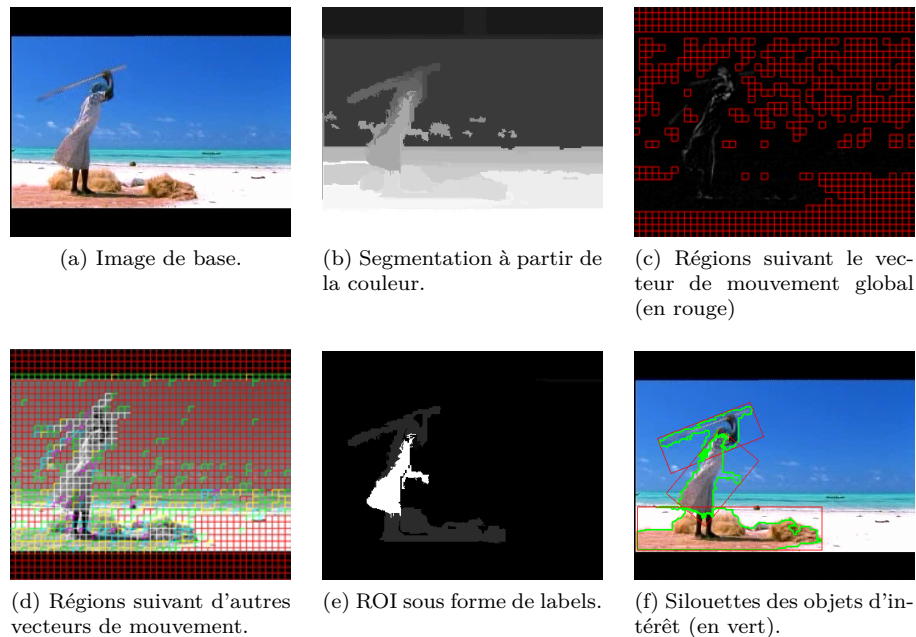 (a) Image de base.
(b) Segmentation à partir de
la couleur.
(c) Régions suivant le vec-
teur de mouvement global
(en rouge)
(d) Régions suivant d'autres
vecteurs de mouvement.
(e) ROI sous forme de labels.
(f) Silouettes des objets d'in-
térêt (en vert).